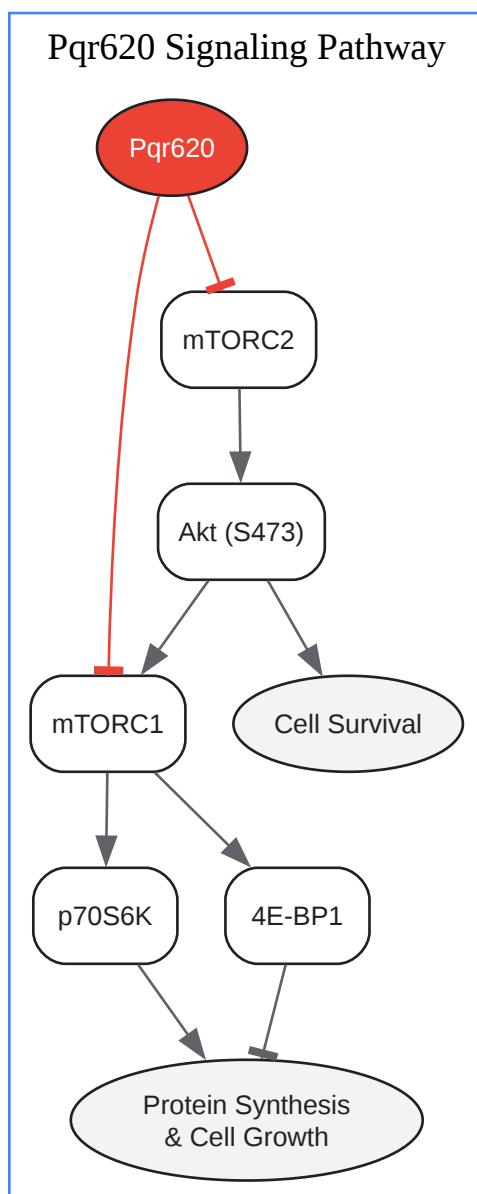 Pqr620 Signaling Pathway
Pqr620
mTORC2
Akt (S473)
mTORC1
Cell Survival
p70S6K
4E-BP1
Protein Synthesis
& Cell Growth